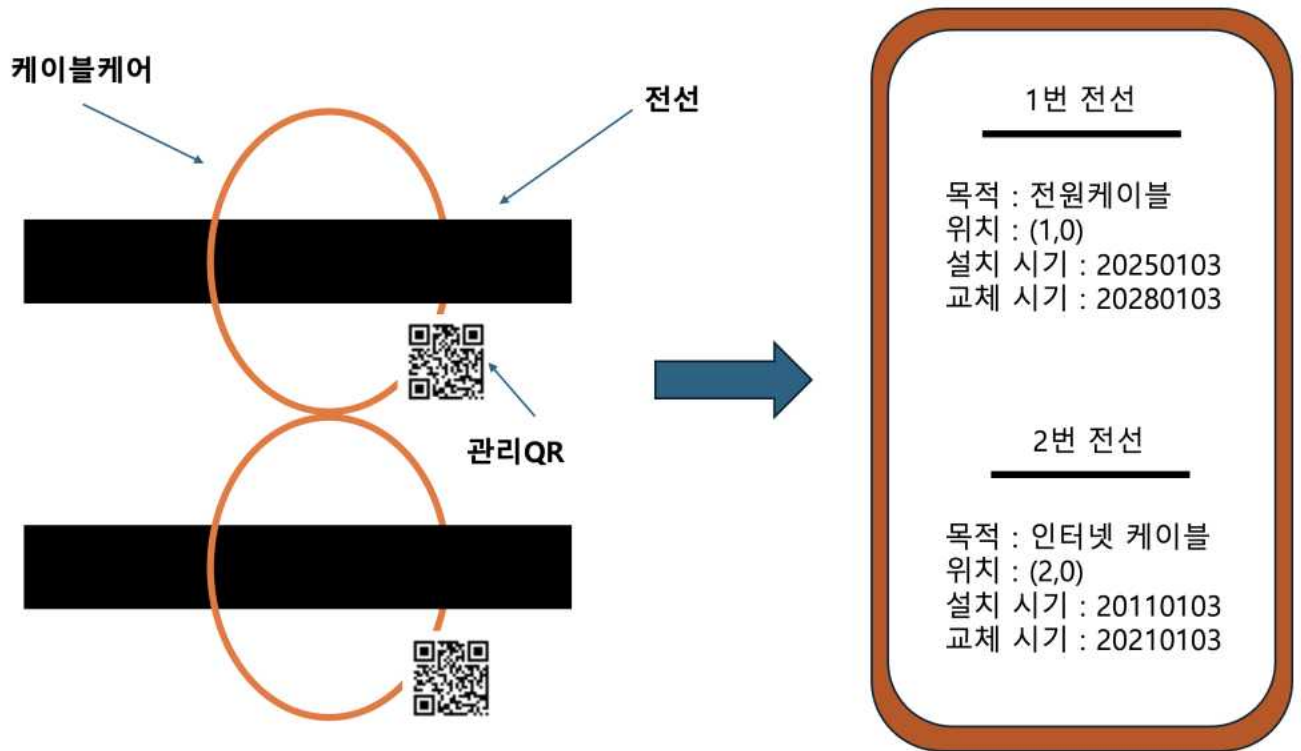 케이블케어
전선
관리QR
1번 전선
목적 : 전원케이블
위치 : (1,0)
설치 시기 : 20250103
교체 시기 : 20280103
2번 전선
목적 : 인터넷 케이블
위치 : (2,0)
설치 시기 : 20110103
교체 시기 : 20210103